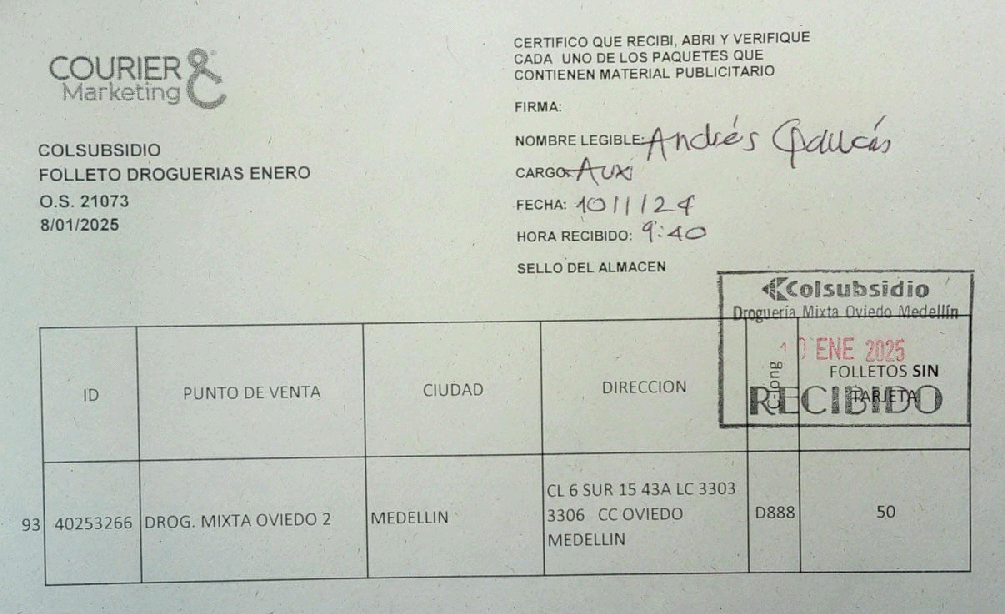 COURIER &
Marketing
COLSUBSIDIO
FOLLETO DROGUERIAS ENERO
O.S. 21073
8/01/2025
CERTIFICO QUE RECIBI, ABRI Y VERIFIQUE
CADA UNO DE LOS PAQUETES QUE
CONTIENEN MATERIAL PUBLICITARIO
FIRMA:
NOMBRE LEGIBLE: Andrés
CARGO: Aux
FECHA: 10/1/24
HORA RECIBIDO: 9:40
SELLO DEL ALMACEN
Colsubsidio
Droguería Mixta Oviedo Medellín
10 ENE 2025
RECIBIDO
ID PUNTO DE VENTA CIUDAD DIRECCION FOLLETOS SIN
TARJETA
93 40253266 DROG. MIXTA OVIEDO 2 MEDELLIN CL 6 SUR 15 43A LC 3303 D888 50
3306 CC OVIEDO
MEDELLIN